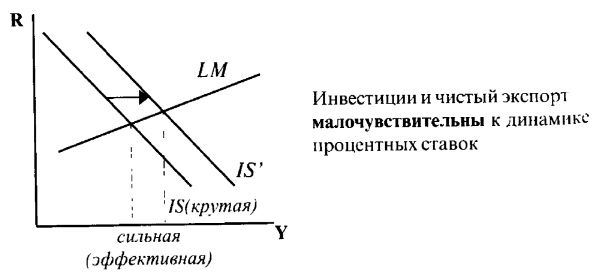 R
LM
Инвестиции и чистый экспорт
малочувствительны к динамике
процентных ставок
IS'
IS(крутая)
Y
сильная
(эффективная)